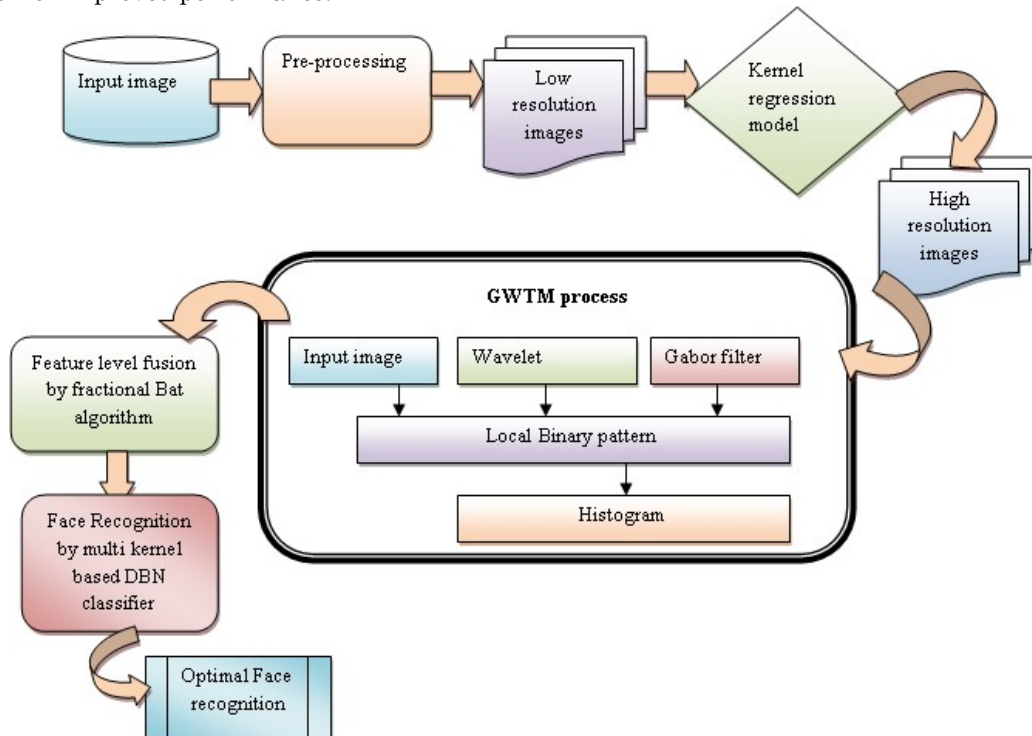 Input image
Pre-processing
Low
resolution
images
Kernel
regression
model
High
resolution
images
GWTM process
Input image
Wavelet
Gabor filter
Local Binary pattern
Histogram
Feature level fusion
by fractional Bat
algorithm
Face Recognition
by multi kernel
based DBN
classifier
Optimal Face
recognition